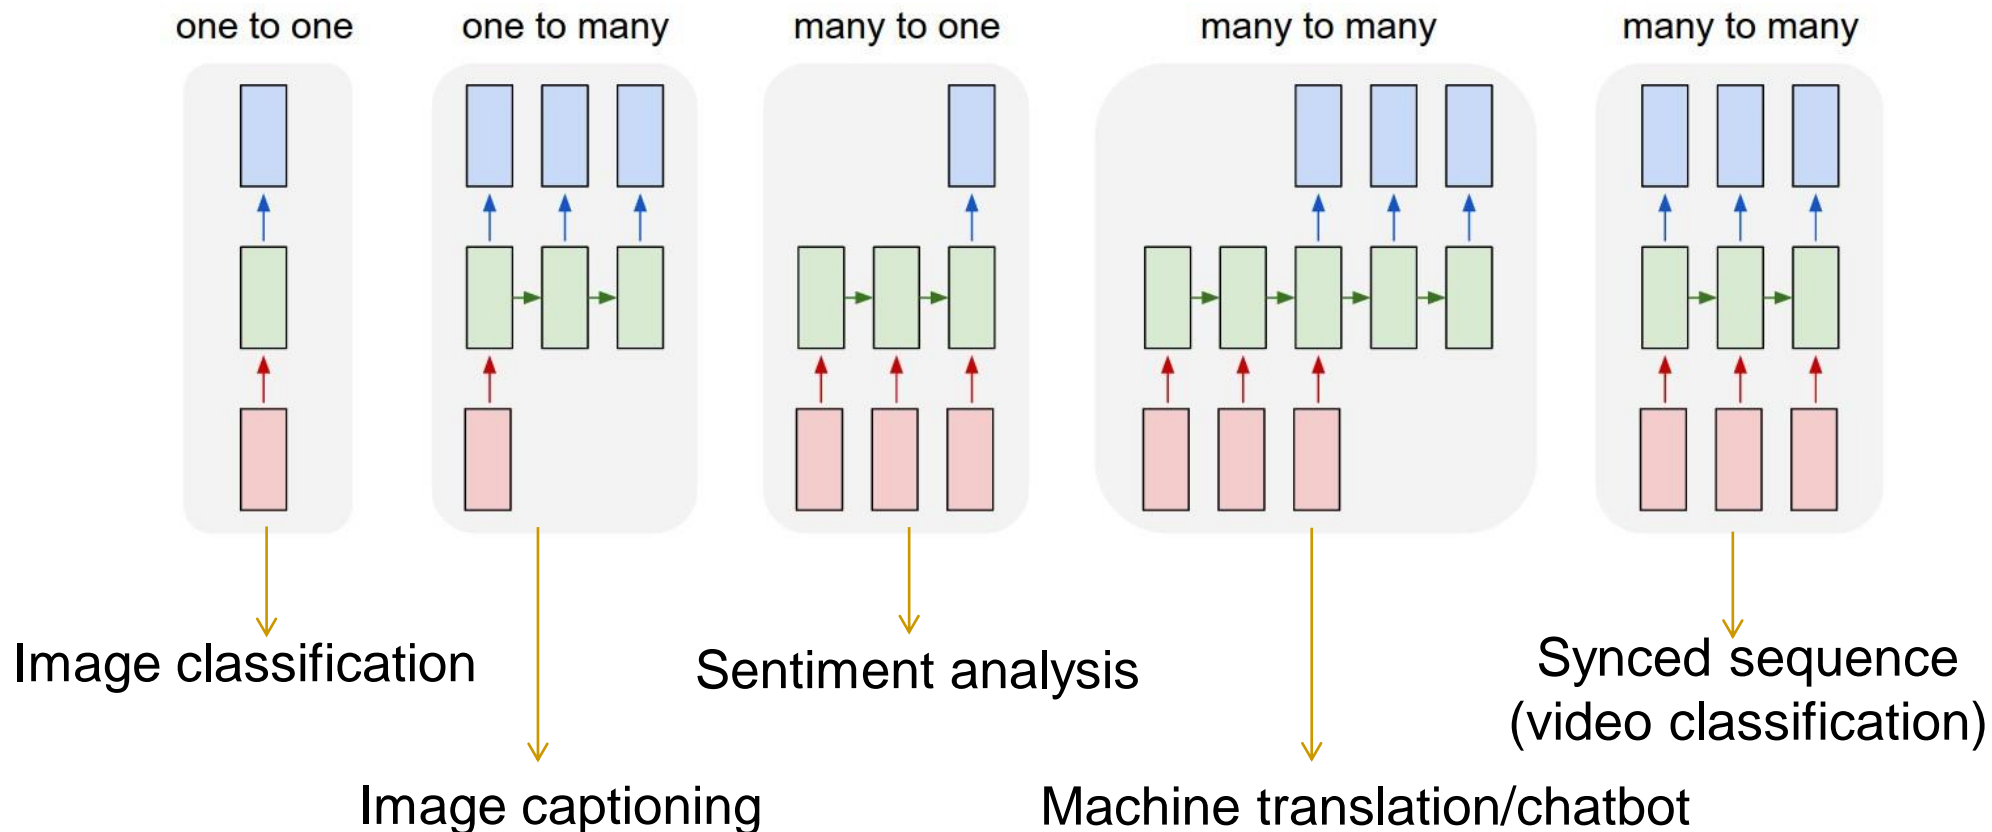 one to one
one to many
many to one
many to many
many to many
Image classification
Image captioning
Sentiment analysis
Machine translation/chatbot
Synced sequence
(video classification)